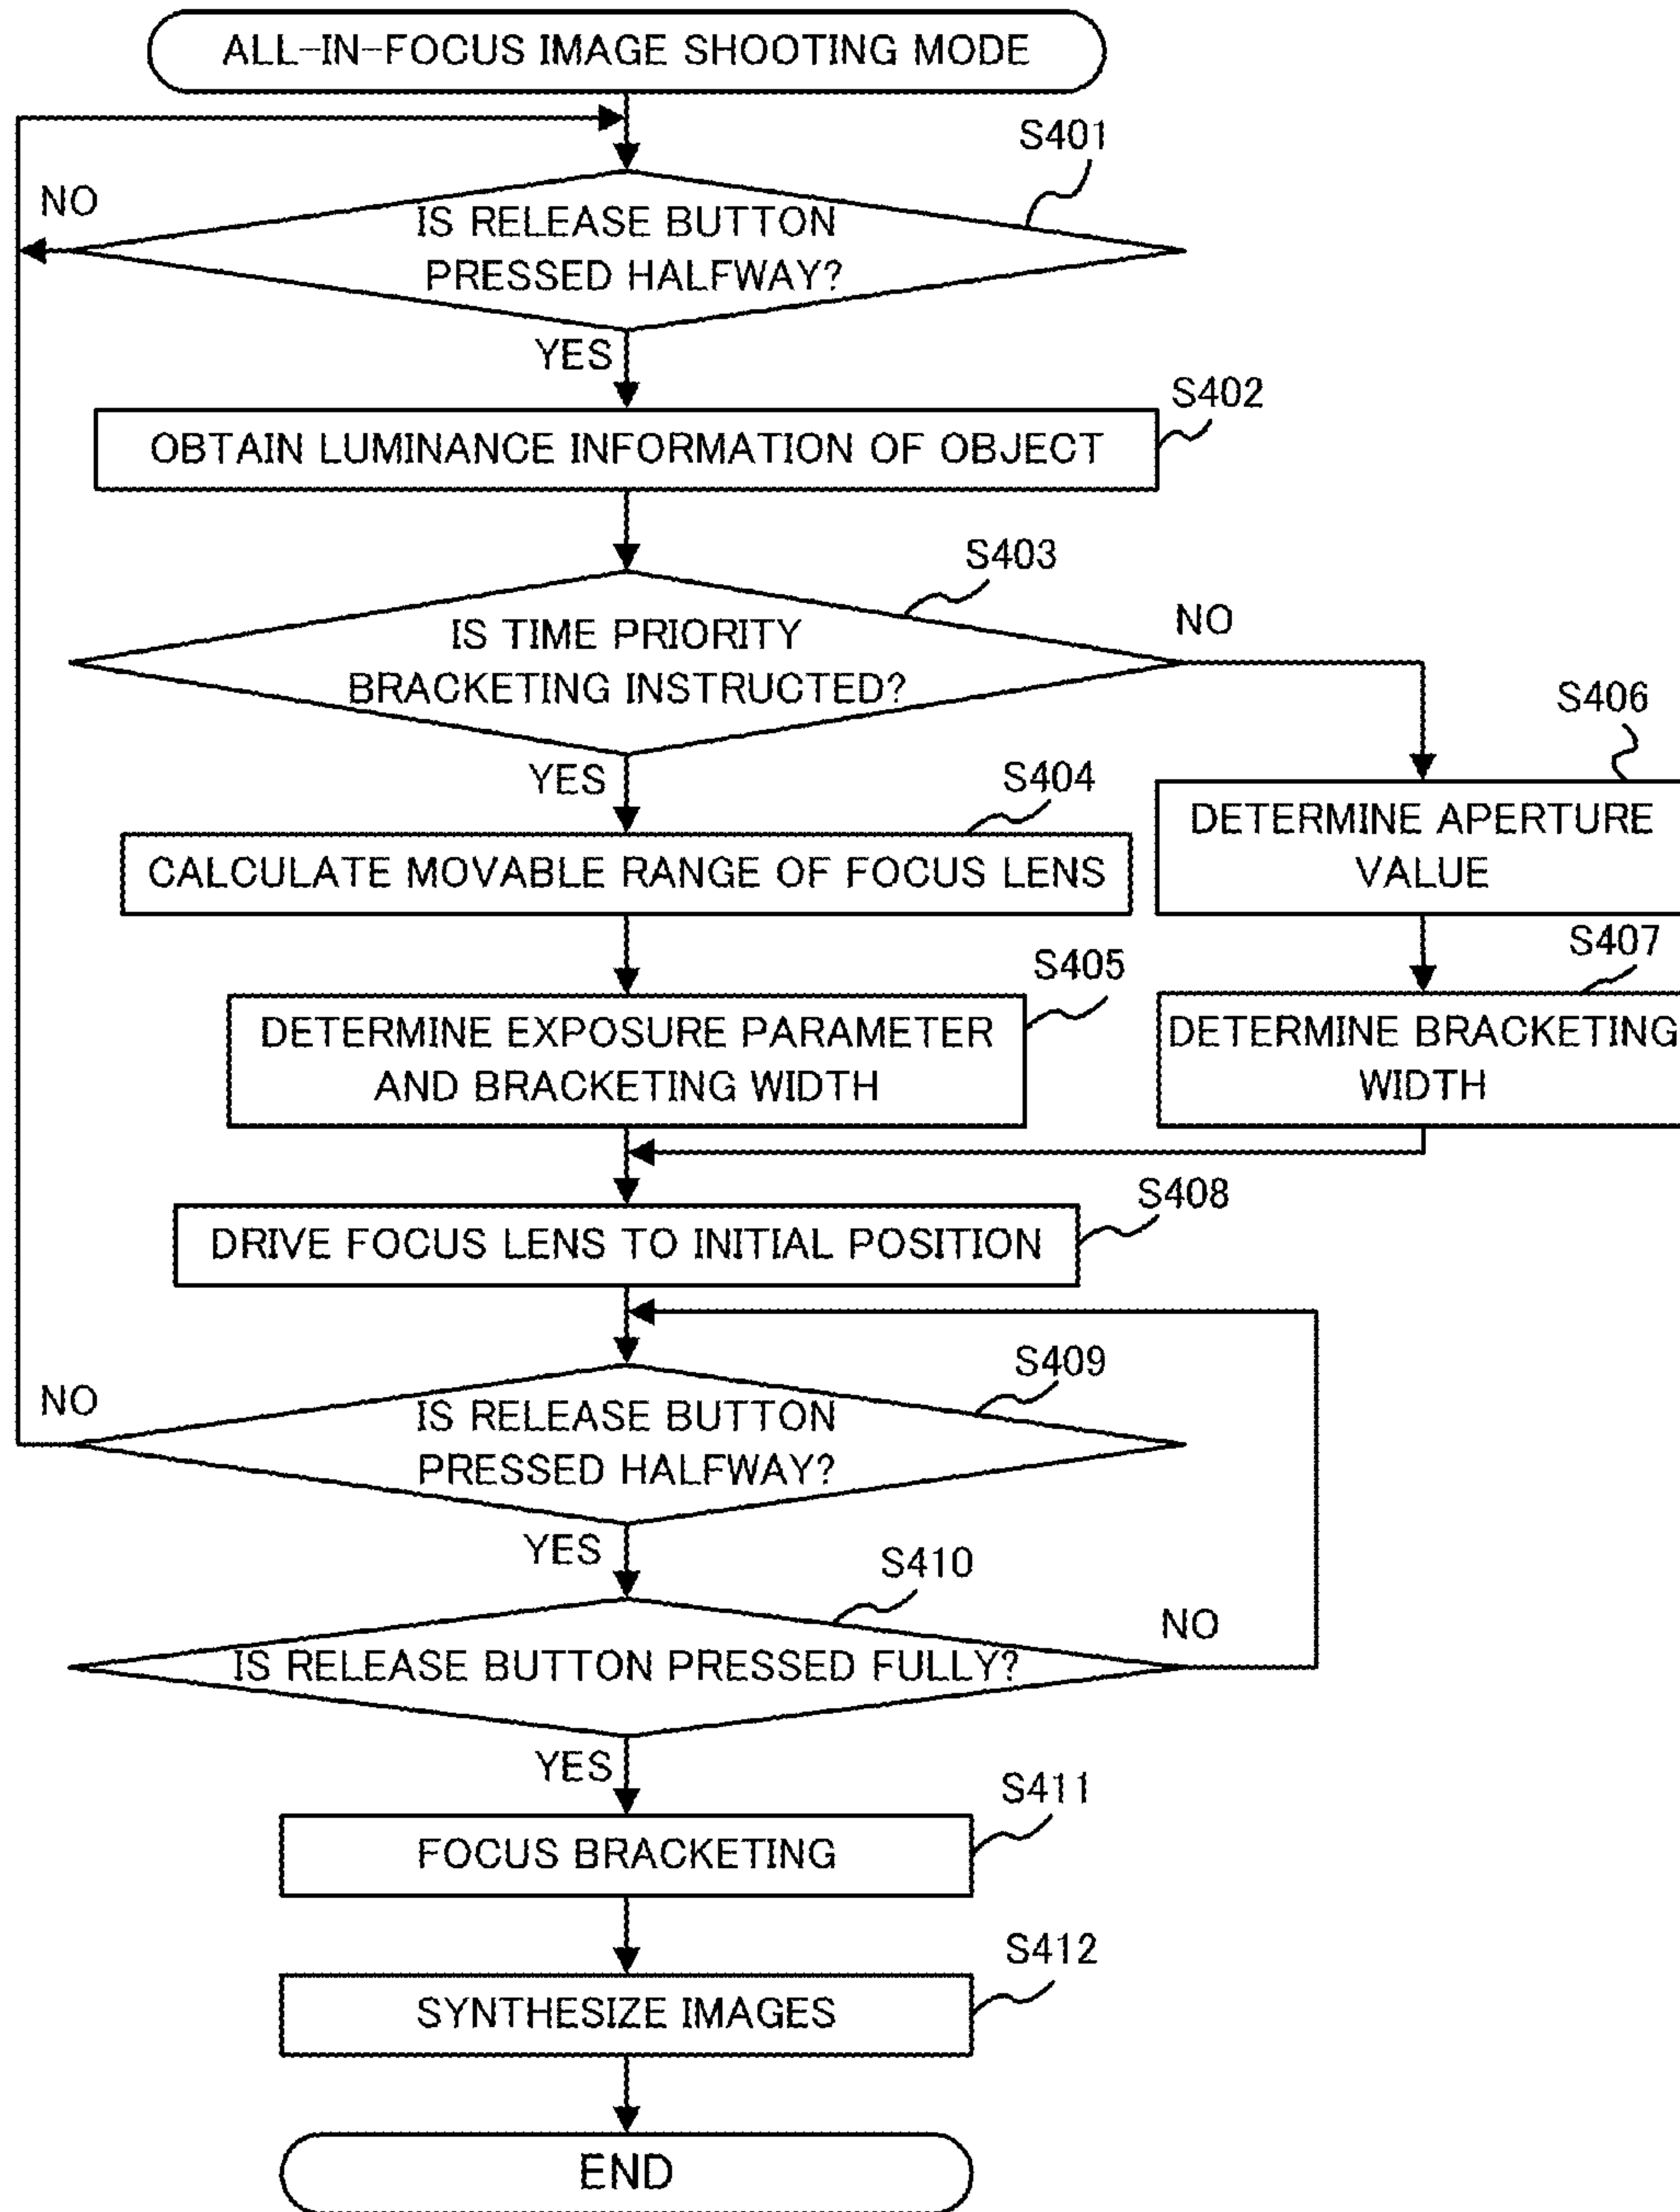 ALL-IN-FOCUS IMAGE SHOOTING MODE
S401
NO
IS RELEASE BUTTON
PRESSED HALFWAY?
YES
S402
OBTAIN LUMINANCE INFORMATION OF OBJECT
S403
IS TIME PRIORITY
BRACKETING INSTRUCTED?
NO
YES
S404
CALCULATE MOVABLE RANGE OF FOCUS LENS
S406
DETERMINE APERTURE
VALUE
S405
DETERMINE EXPOSURE PARAMETER
AND BRACKETING WIDTH
S407
DETERMINE BRACKETING
WIDTH
S408
DRIVE FOCUS LENS TO INITIAL POSITION
S409
NO
IS RELEASE BUTTON
PRESSED HALFWAY?
YES
S410
NO
IS RELEASE BUTTON PRESSED FULLY?
YES
S411
FOCUS BRACKETING
S412
SYNTHESIZE IMAGES
END